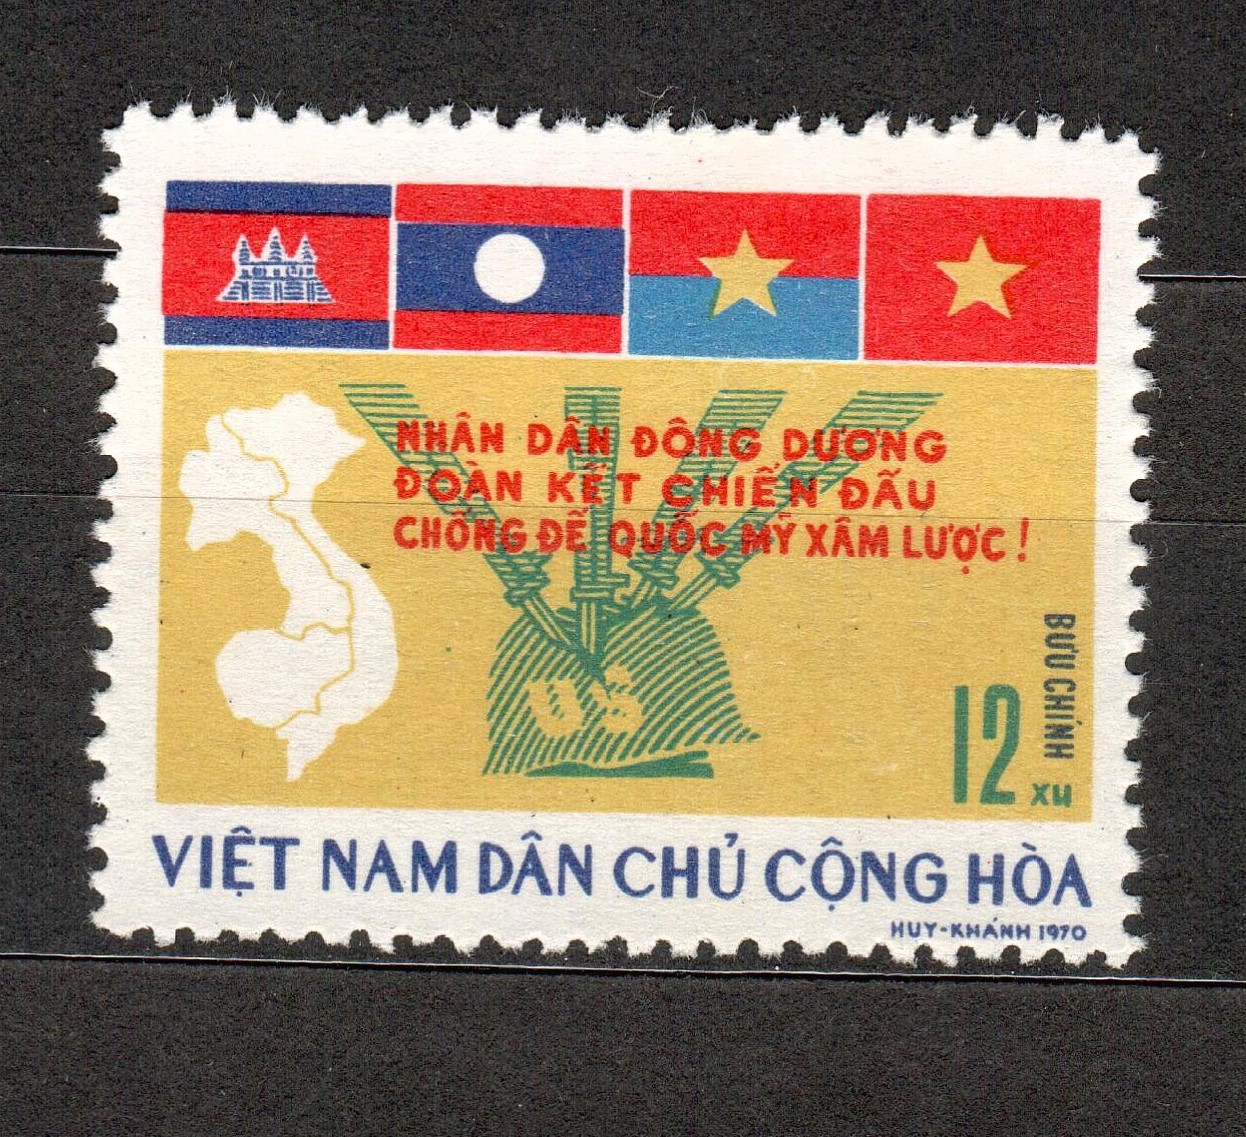 NHÂN DÂN ĐÔNG DƯƠNG
ĐOÀN KẾT CHIẾN ĐẤU
CHỐNG ĐẾ QUỐC MỸ XÂM LƯỢC!
US
BƯU CHÍNH
12 xu
VIỆT NAM DÂN CHỦ CỘNG HÒA
HUY-KHÁNH 1970